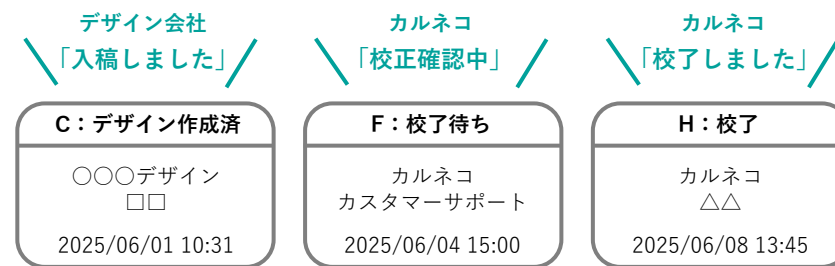 デザイン会社
「入稿しました」
カルネコ
「校正確認中」
カルネコ
「校了しました」
C：デザイン作成済
〇〇〇デザイン
□□
2025/06/01 10:31
F：校了待ち
カルネコ
カスタマーサポート
2025/06/04 15:00
H：校了
カルネコ
△△
2025/06/08 13:45